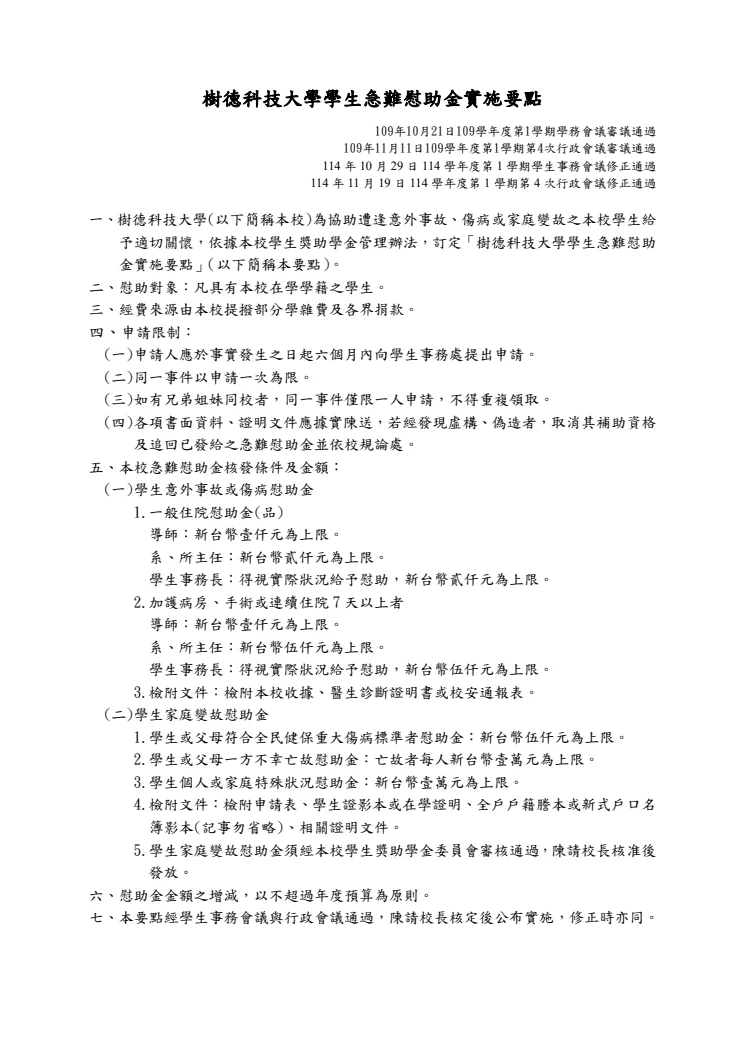 樹德科技大學學生急難慰助金實施要點
109年10月21日109學年度第1學期學務會議審議通過
109年11月11日109學年度第1學期第4次行政會議審議通過
114 年 10 月 29 日 114 學年度第 1 學期學生事務會議修正通過
114 年 11 月 19 日 114 學年度第 1 學期第 4 次行政會議修正通過
一、樹德科技大學(以下簡稱本校)為協助遭逢意外事故、傷病或家庭變故之本校學生給
予適切關懷，依據本校學生獎助學金管理辦法，訂定「樹德科技大學學生急難慰助
金實施要點」(以下簡稱本要點)。
二、慰助對象：凡具有本校在學學籍之學生。
三、經費來源由本校提撥部分學雜費及各界捐款。
四、申請限制：
(一)申請人應於事實發生之日起六個月內向學生事務處提出申請。
(二)同一事件以申請一次為限。
(三)如有兄弟姐妹同校者，同一事件僅限一人申請，不得重複領取。
(四)各項書面資料、證明文件應據實陳送，若經發現虛構、偽造者，取消其補助資格
及追回已發給之急難慰助金並依校規論處。
五、本校急難慰助金核發條件及金額：
(一)學生意外事故或傷病慰助金
1.一般住院慰助金(品)
導師：新台幣壹仟元為上限。
系、所主任：新台幣貳仟元為上限。
學生事務長：得視實際狀況給予慰助，新台幣貳仟元為上限。
2.加護病房、手術或連續住院 7 天以上者
導師：新台幣壹仟元為上限。
系、所主任：新台幣伍仟元為上限。
學生事務長：得視實際狀況給予慰助，新台幣伍仟元為上限。
3.檢附文件：檢附本校收據、醫生診斷證明書或校安通報表。
(二)學生家庭變故慰助金
1.學生或父母符合全民健保重大傷病標準者慰助金：新台幣伍仟元為上限。
2.學生或父母一方不幸亡故慰助金：亡故者每人新台幣壹萬元為上限。
3.學生個人或家庭特殊狀況慰助金：新台幣壹萬元為上限。
4.檢附文件：檢附申請表、學生證影本或在學證明、全戶戶籍謄本或新式戶口名
簿影本(記事勿省略)、相關證明文件。
5.學生家庭變故慰助金須經本校學生獎助學金委員會審核通過，陳請校長核准後
發放。
六、慰助金金額之增減，以不超過年度預算為原則。
七、本要點經學生事務會議與行政會議通過，陳請校長核定後公布實施，修正時亦同。